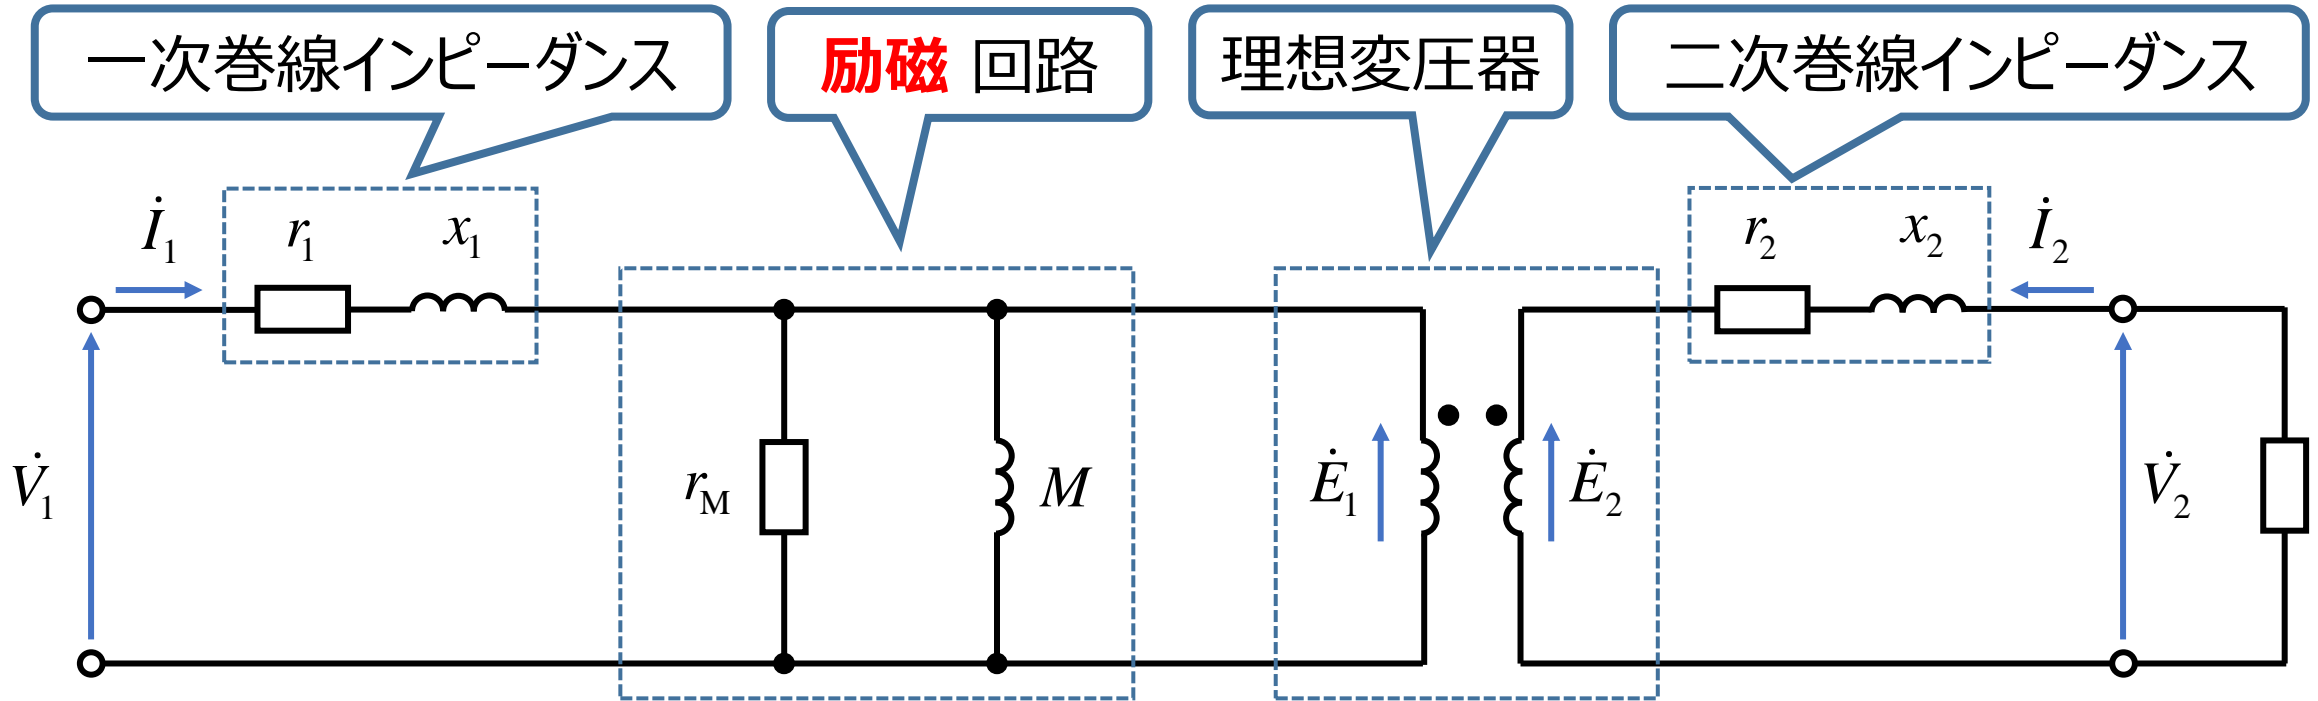 一次巻線インピーダンス
励磁 回路
理想変圧器
二次巻線インピーダンス
İ₁
r₁
x₁
r₂
x₂
İ₂
V̇₁
r_M
M
Ė₁
Ė₂
V̇₂